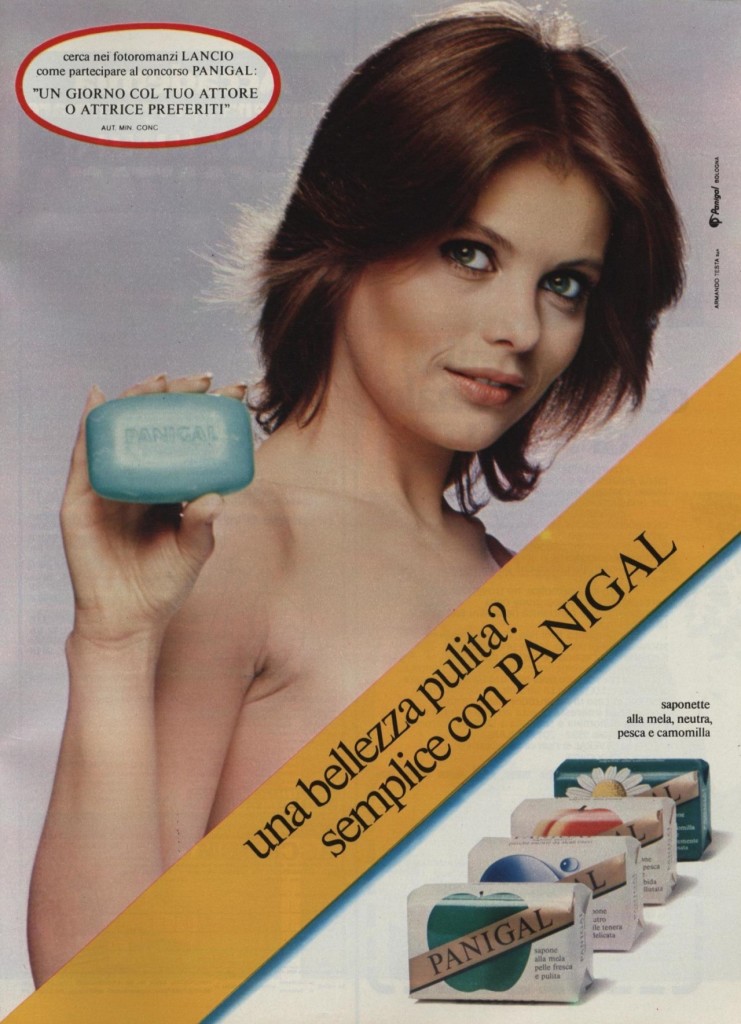 cerca nei fotoromanzi LANCIO
come partecipare al concorso PANIGAL:
"UN GIORNO COL TUO ATTORE
O ATTRICE PREFERITI"
AUT. MIN. CONC
Panigal BOLOGNA
ARMANDO TESTA
PANIGAL
una bellezza pulita?
semplice con PANIGAL
saponette
alla mela, neutra,
pesca e camomilla
PANIGAL
sapone
alla mela
pelle fresca
e pulita